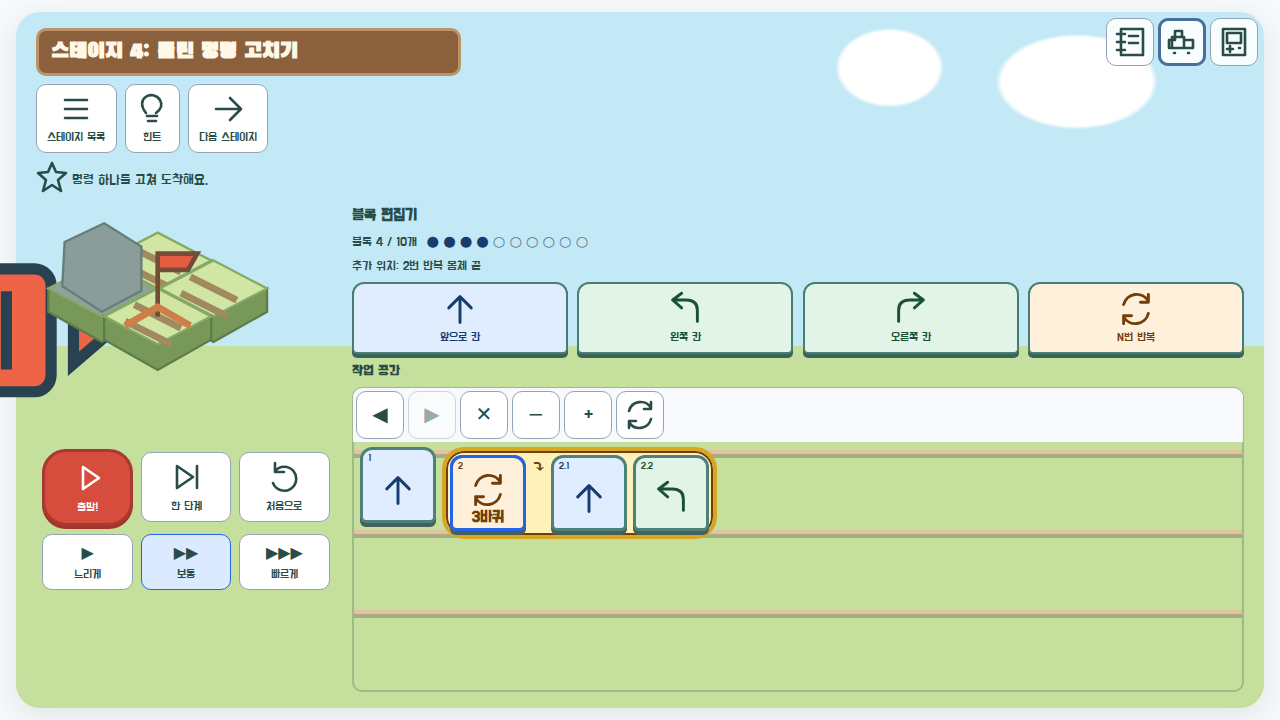 스테이지 4: 틀린 명령 고치기
스테이지 목록
힌트
다음 스테이지
명령 하나를 고쳐 도착해요.
블록 편집기
블록 4 / 10개
추가 위치: 2번 반복 몸체 끝
앞으로 칸
왼쪽 칸
오른쪽 칸
N번 반복
작업 공간
1
2
3바퀴
2.1
2.2
출발!
한 단계
처음으로
느리게
보통
빠르게